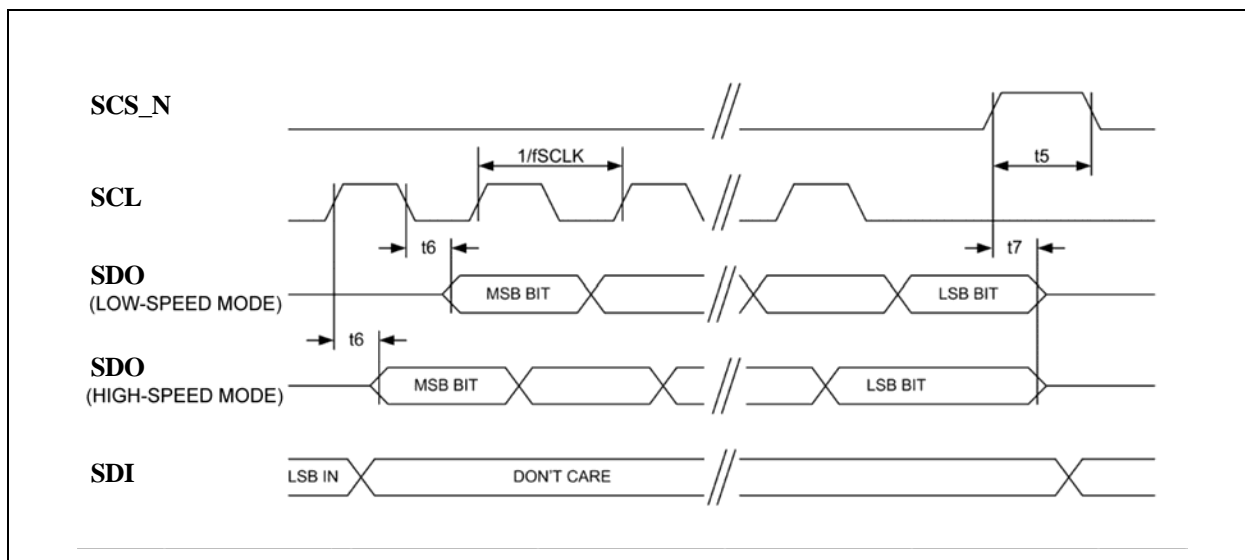 SCS_N
1/fSCLK
t5
SCL
t6
t7
SDO
MSB BIT
LSB BIT
(LOW-SPEED MODE)
t6
SDO
MSB BIT
LSB BIT
(HIGH-SPEED MODE)
SDI
LSB IN
DON'T CARE